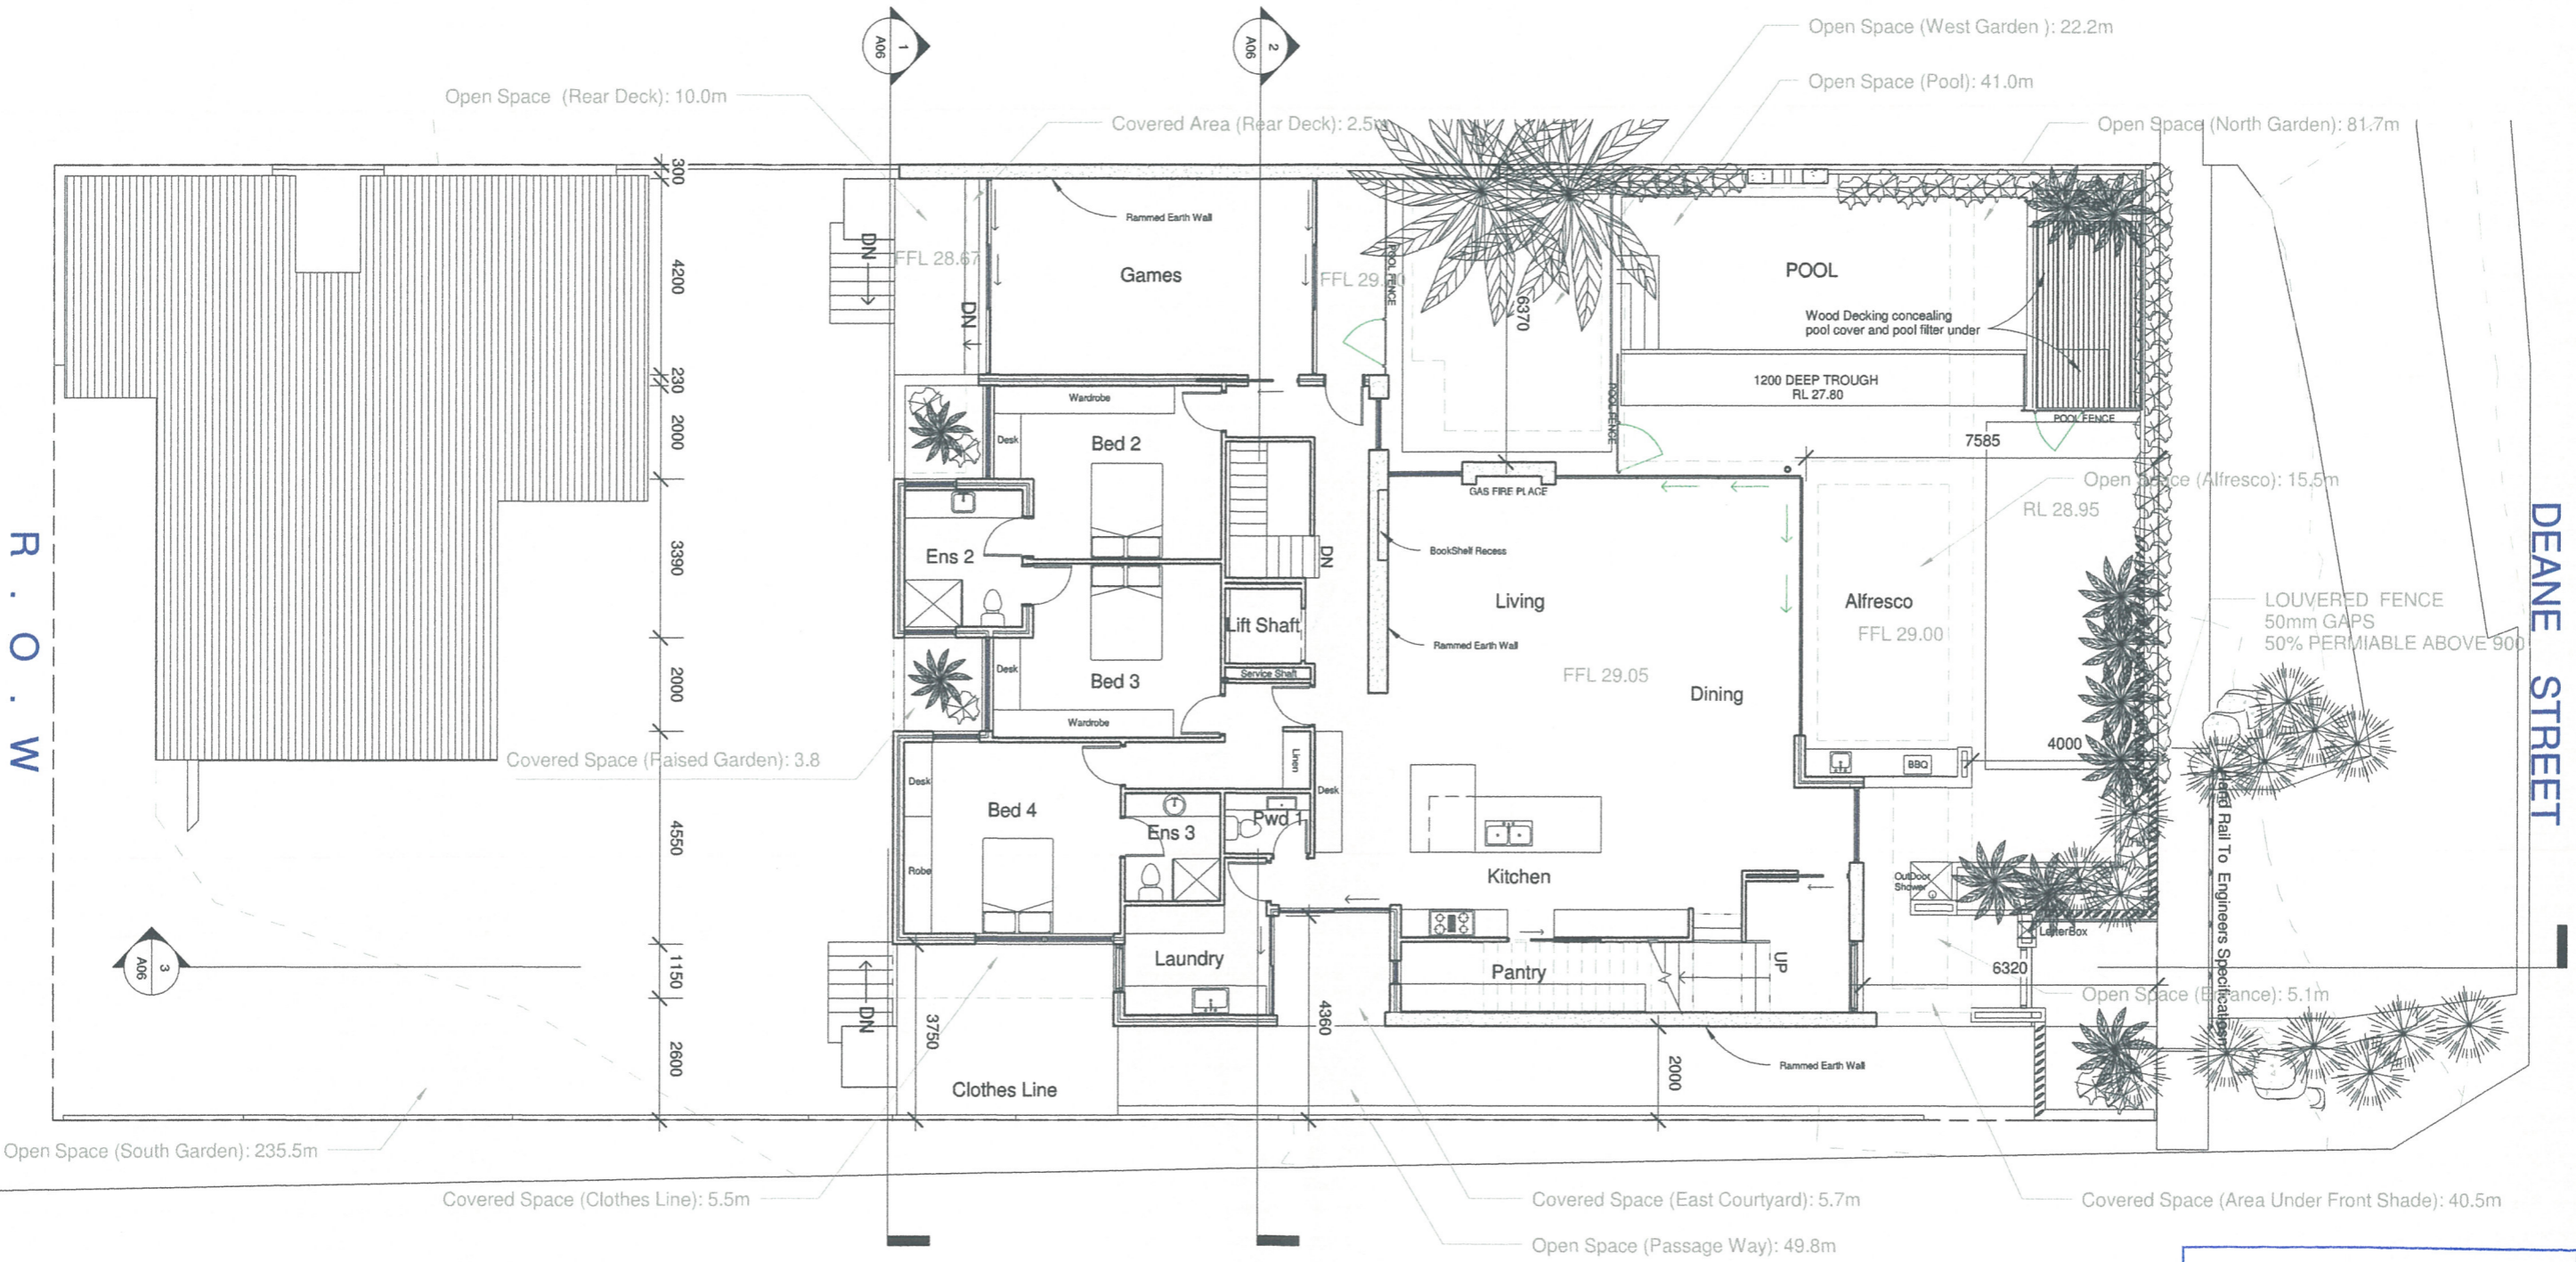 1
A06
2
A06
Open Space (West Garden ): 22.2m
Open Space (Pool): 41.0m
Open Space (Rear Deck): 10.0m
Covered Area (Rear Deck): 2.5m
Open Space (North Garden): 81.7m
300
4200
230
2000
3390
2000
4550
1150
2600
DN
FFL 28.67
DN
Rammed Earth Wall
Games
POOL FENCE
6370
POOL
Wood Decking concealing
pool cover and pool filter under
1200 DEEP TROUGH
RL 27.80
POOL FENCE
POOL FENCE
7585
Wardrobe
Desk
Bed 2
GAS FIRE PLACE
Open Space (Alfresco): 15.5m
RL 28.95
DN
BookShelf Recess
Ens 2
Living
Alfresco
FFL 29.00
LOUVERED FENCE
50mm GAPS
50% PERMIABLE ABOVE 900
Lift Shaft
Rammed Earth Wall
Service Shaft
Desk
Bed 3
FFL 29.05
Dining
Wardrobe
R . O . W
DEANE STREET
Covered Space (Raised Garden): 3.8
Linen
4000
BBQ
Desk
Desk
Bed 4
Ens 3
Pwd 1
Robe
Kitchen
OutDoor
Shower
LetterBox
Hand Rail To Engineers Specifications
3
A06
Laundry
Pantry
UP
6320
Open Space (Entrance): 5.1m
DN
3750
4360
2000
Rammed Earth Wall
Clothes Line
Open Space (South Garden): 235.5m
Covered Space (Clothes Line): 5.5m
Covered Space (East Courtyard): 5.7m
Covered Space (Area Under Front Shade): 40.5m
Open Space (Passage Way): 49.8m